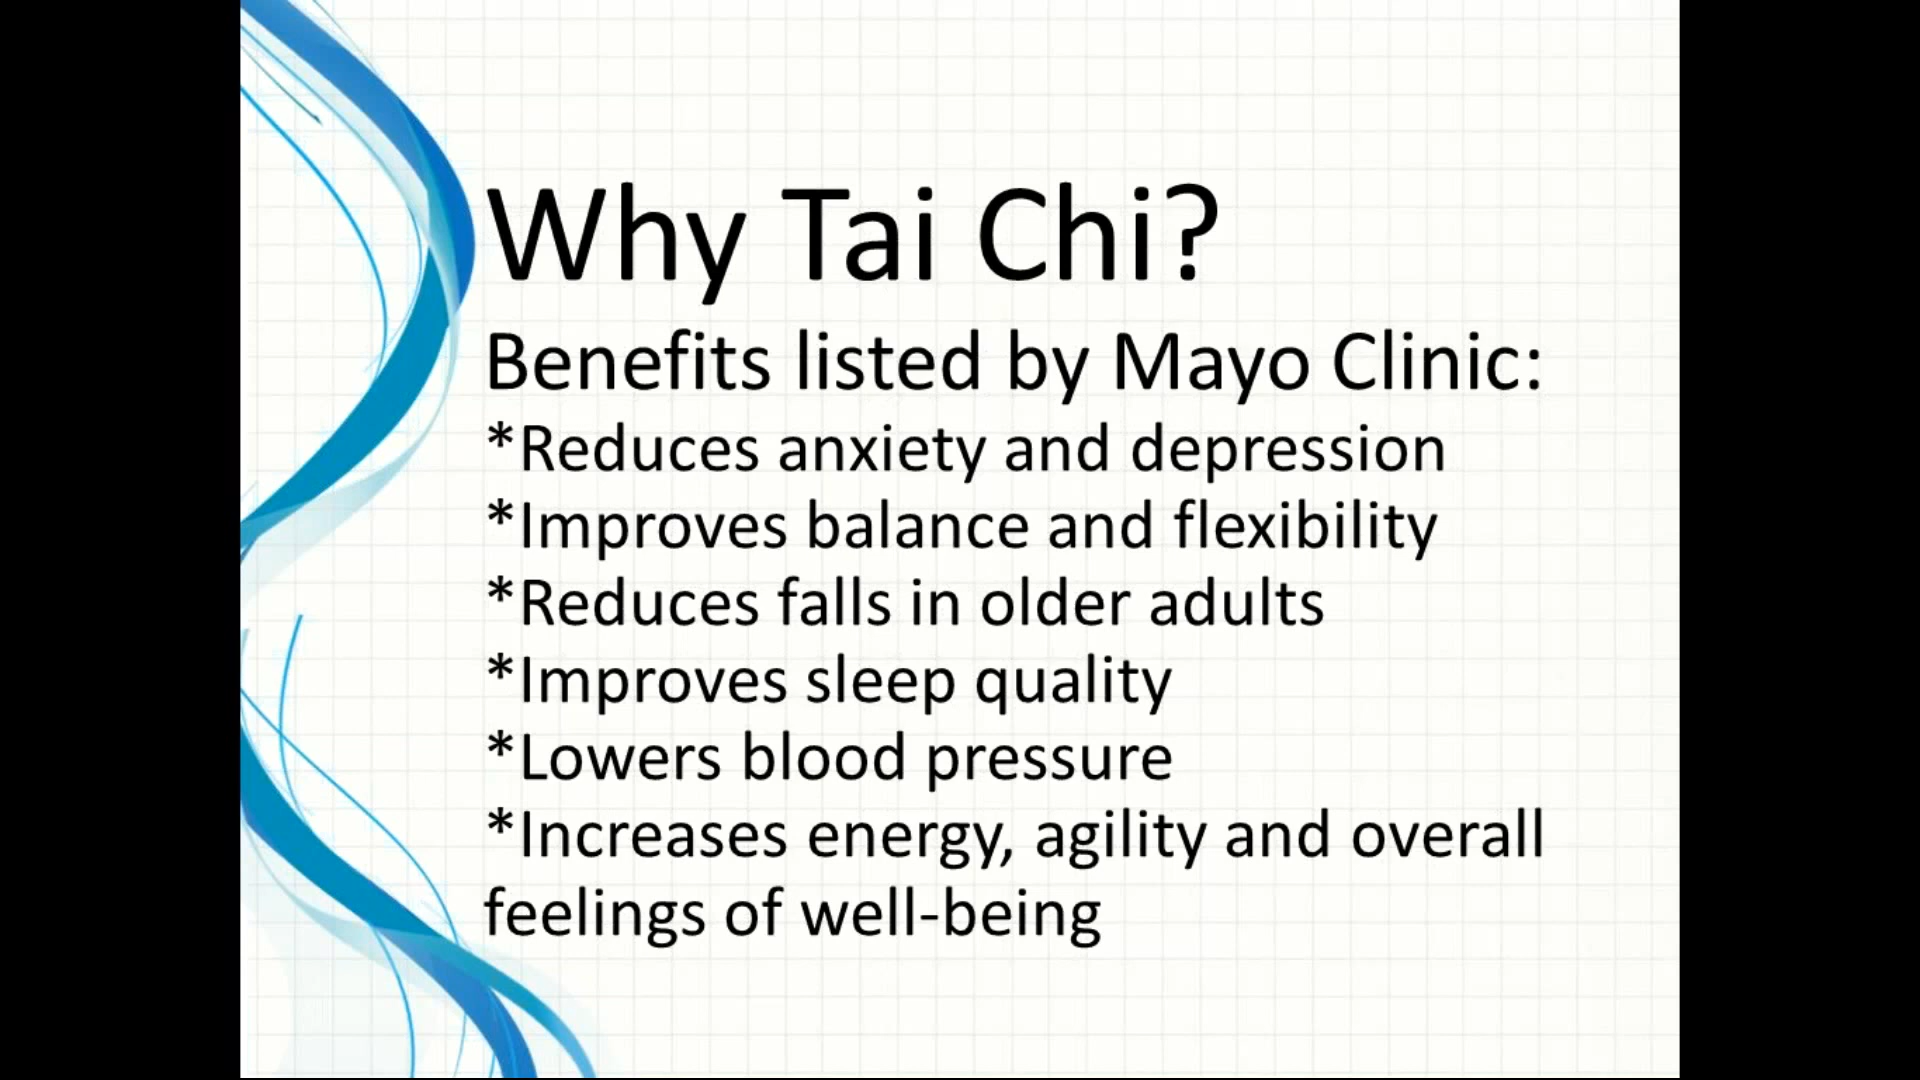 Why Tai Chi?
Benefits listed by Mayo Clinic:
*Reduces anxiety and depression
*Improves balance and flexibility
*Reduces falls in older adults
*Improves sleep quality
*Lowers blood pressure
*Increases energy, agility and overall
feelings of well-being